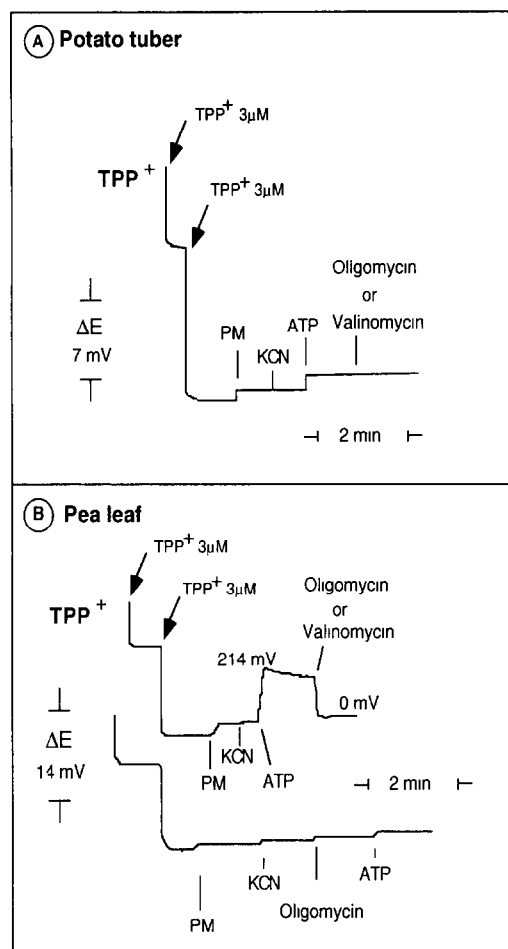 A Potato tuber
TPP+ 3µM
TPP +
TPP+ 3µM
Oligomycin
or
Valinomycin
ATP
PM
KCN
ΔE
7 mV
2 min
B Pea leaf
TPP+ 3µM
TPP +
TPP+ 3µM
Oligomycin
or
Valinomycin
214 mV
0 mV
KCN
PM
ATP
ΔE
14 mV
2 min
KCN
ATP
PM
Oligomycin